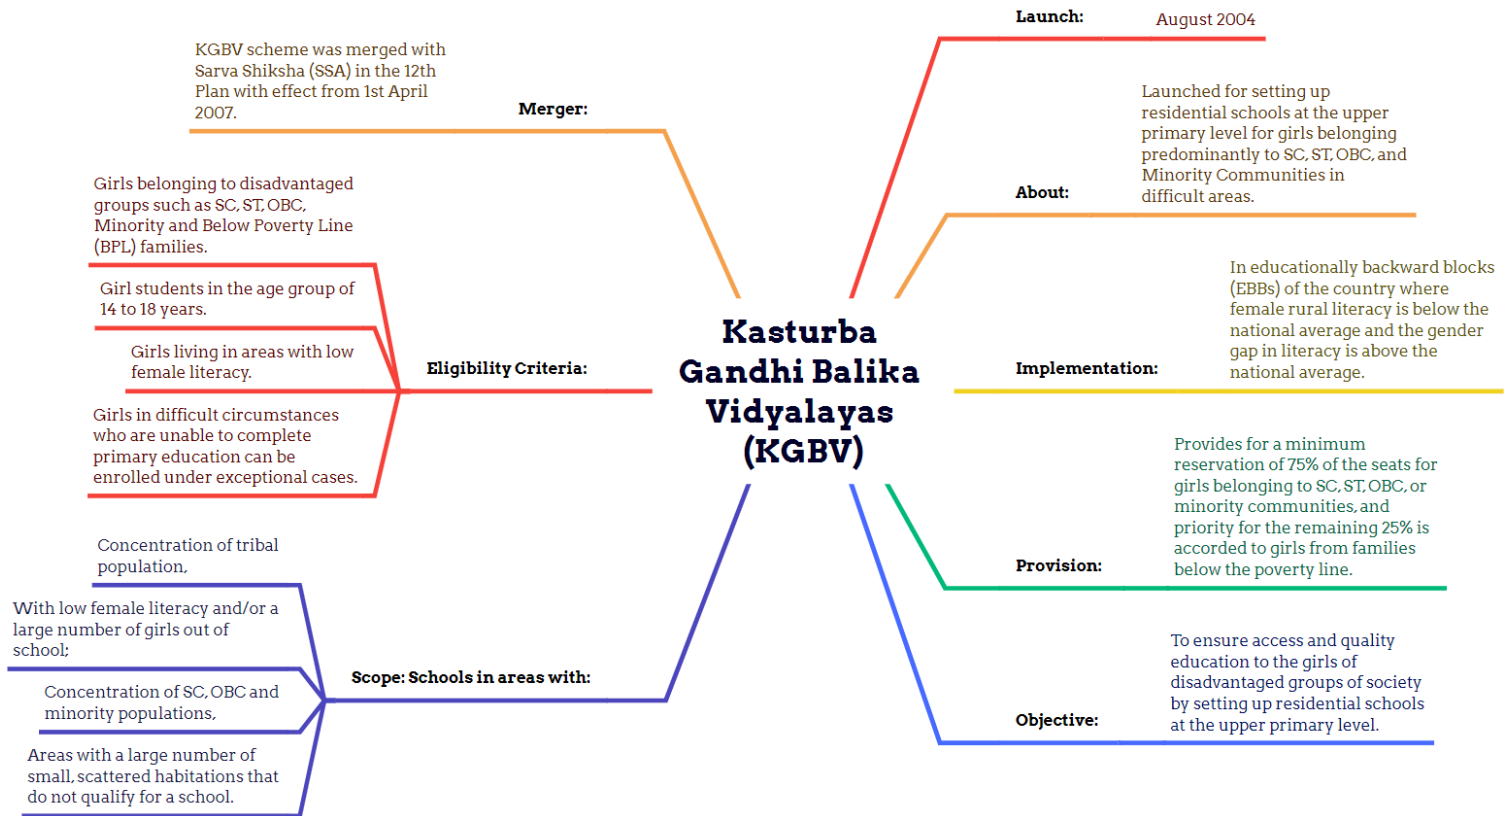 Kasturba
Gandhi Balika
Vidyalayas
(KGBV)
Launch:
August 2004
About:
Launched for setting up
residential schools at the upper
primary level for girls belonging
predominantly to SC, ST, OBC, and
Minority Communities in
difficult areas.
Implementation:
In educationally backward blocks
(EBBs) of the country where
female rural literacy is below the
national average and the gender
gap in literacy is above the
national average.
Provision:
Provides for a minimum
reservation of 75% of the seats for
girls belonging to SC, ST, OBC, or
minority communities, and
priority for the remaining 25% is
accorded to girls from families
below the poverty line.
Objective:
To ensure access and quality
education to the girls of
disadvantaged groups of society
by setting up residential schools
at the upper primary level.
Merger:
KGBV scheme was merged with
Sarva Shiksha (SSA) in the 12th
Plan with effect from 1st April
2007.
Eligibility Criteria:
Girls belonging to disadvantaged
groups such as SC, ST, OBC,
Minority and Below Poverty Line
(BPL) families.
Girl students in the age group of
14 to 18 years.
Girls living in areas with low
female literacy.
Girls in difficult circumstances
who are unable to complete
primary education can be
enrolled under exceptional cases.
Scope: Schools in areas with:
Concentration of tribal
population,
With low female literacy and/or a
large number of girls out of
school;
Concentration of SC, OBC and
minority populations,
Areas with a large number of
small, scattered habitations that
do not qualify for a school.